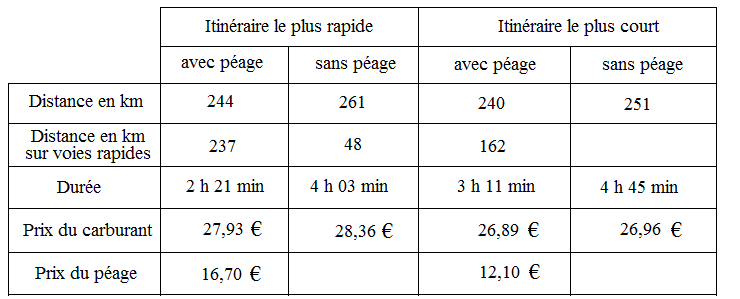 Itinéraire le plus rapide Itinéraire le plus court
avec péage sans péage avec péage sans péage
Distance en km 244 261 240 251
Distance en km
sur voies rapides 237 48 162
Durée 2 h 21 min 4 h 03 min 3 h 11 min 4 h 45 min
Prix du carburant 27,93 € 28,36 € 26,89 € 26,96 €
Prix du péage 16,70 € 12,10 €